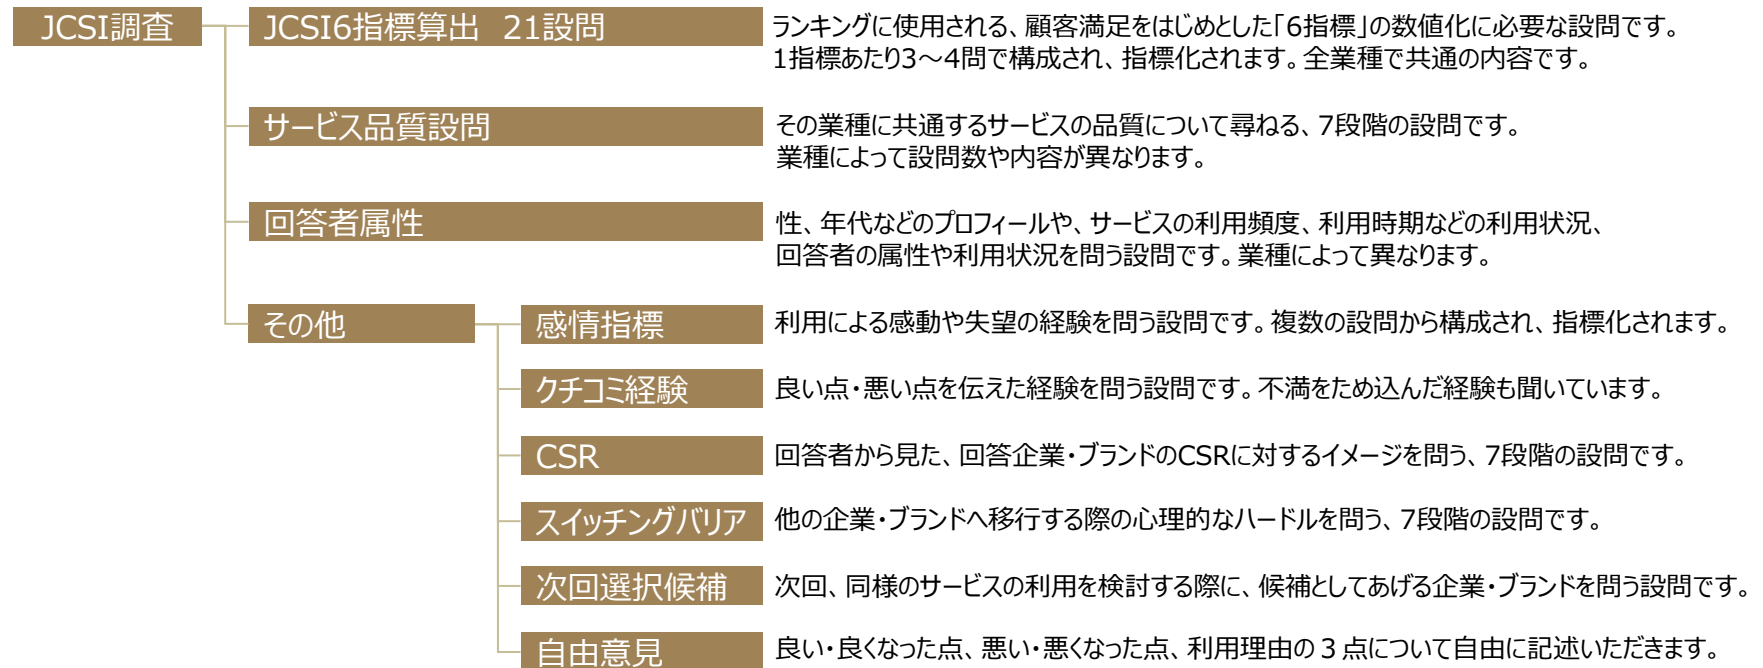 JCSI調査
JCSI6指標算出　21設問
ランキングに使用される、顧客満足をはじめとした「6指標」の数値化に必要な設問です。
1指標あたり3～4問で構成され、指標化されます。全業種で共通の内容です。
サービス品質設問
その業種に共通するサービスの品質について尋ねる、7段階の設問です。
業種によって設問数や内容が異なります。
回答者属性
性、年代などのプロフィールや、サービスの利用頻度、利用時期などの利用状況、
回答者の属性や利用状況を問う設問です。業種によって異なります。
その他
感情指標
利用による感動や失望の経験を問う設問です。複数の設問から構成され、指標化されます。
クチコミ経験
良い点・悪い点を伝えた経験を問う設問です。不満をため込んだ経験も聞いています。
CSR
回答者から見た、回答企業・ブランドのCSRに対するイメージを問う、7段階の設問です。
スイッチングバリア
他の企業・ブランドへ移行する際の心理的なハードルを問う、7段階の設問です。
次回選択候補
次回、同様のサービスの利用を検討する際に、候補としてあげる企業・ブランドを問う設問です。
自由意見
良い・良くなった点、悪い・悪くなった点、利用理由の３点について自由に記述いただきます。